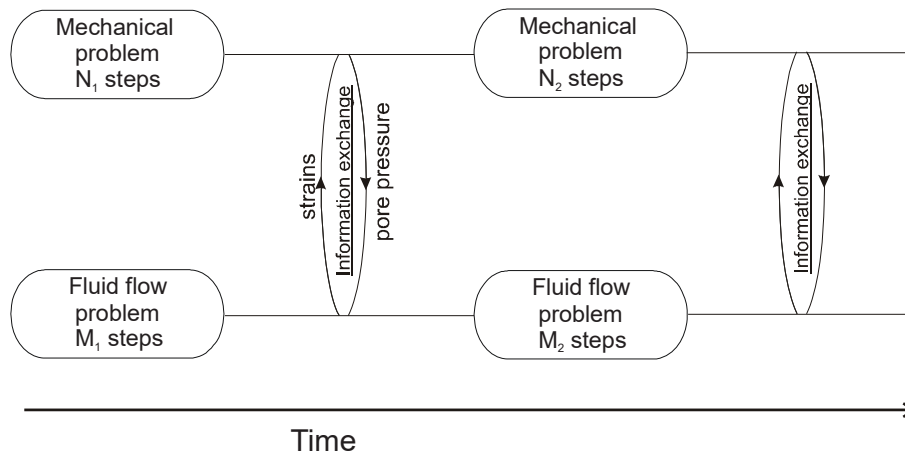 Mechanical
problem
N₁ steps
Mechanical
problem
N₂ steps
strains
Information exchange
pore pressure
Information exchange
Fluid flow
problem
M₁ steps
Fluid flow
problem
M₂ steps
Time